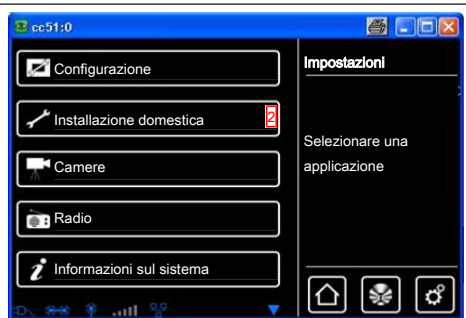 cc51:0
Configurazione
Impostazioni
Installazione domestica
2
Selezionare una
applicazione
Camere
Radio
Informazioni sul sistema